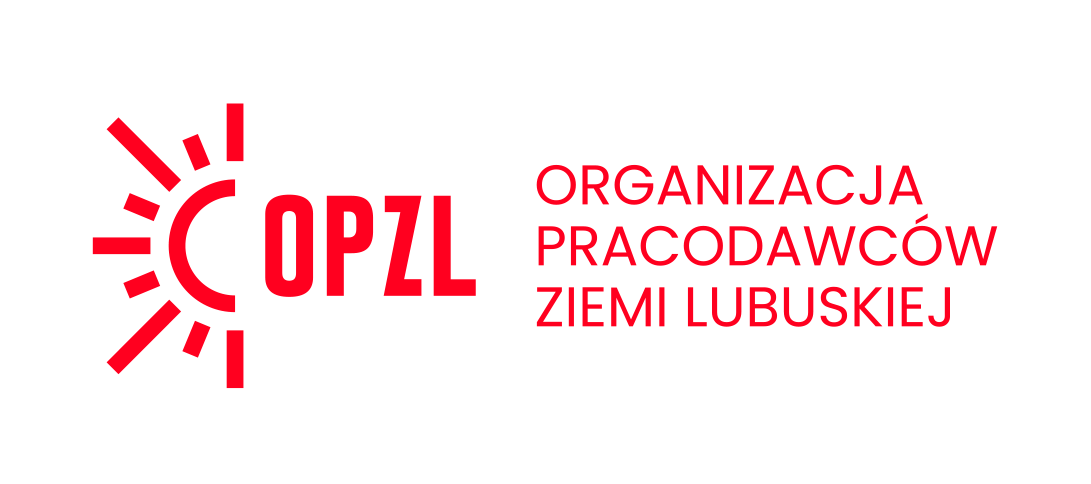 OPZL
ORGANIZACJA
PRACODAWCÓW
ZIEMI LUBUSKIEJ